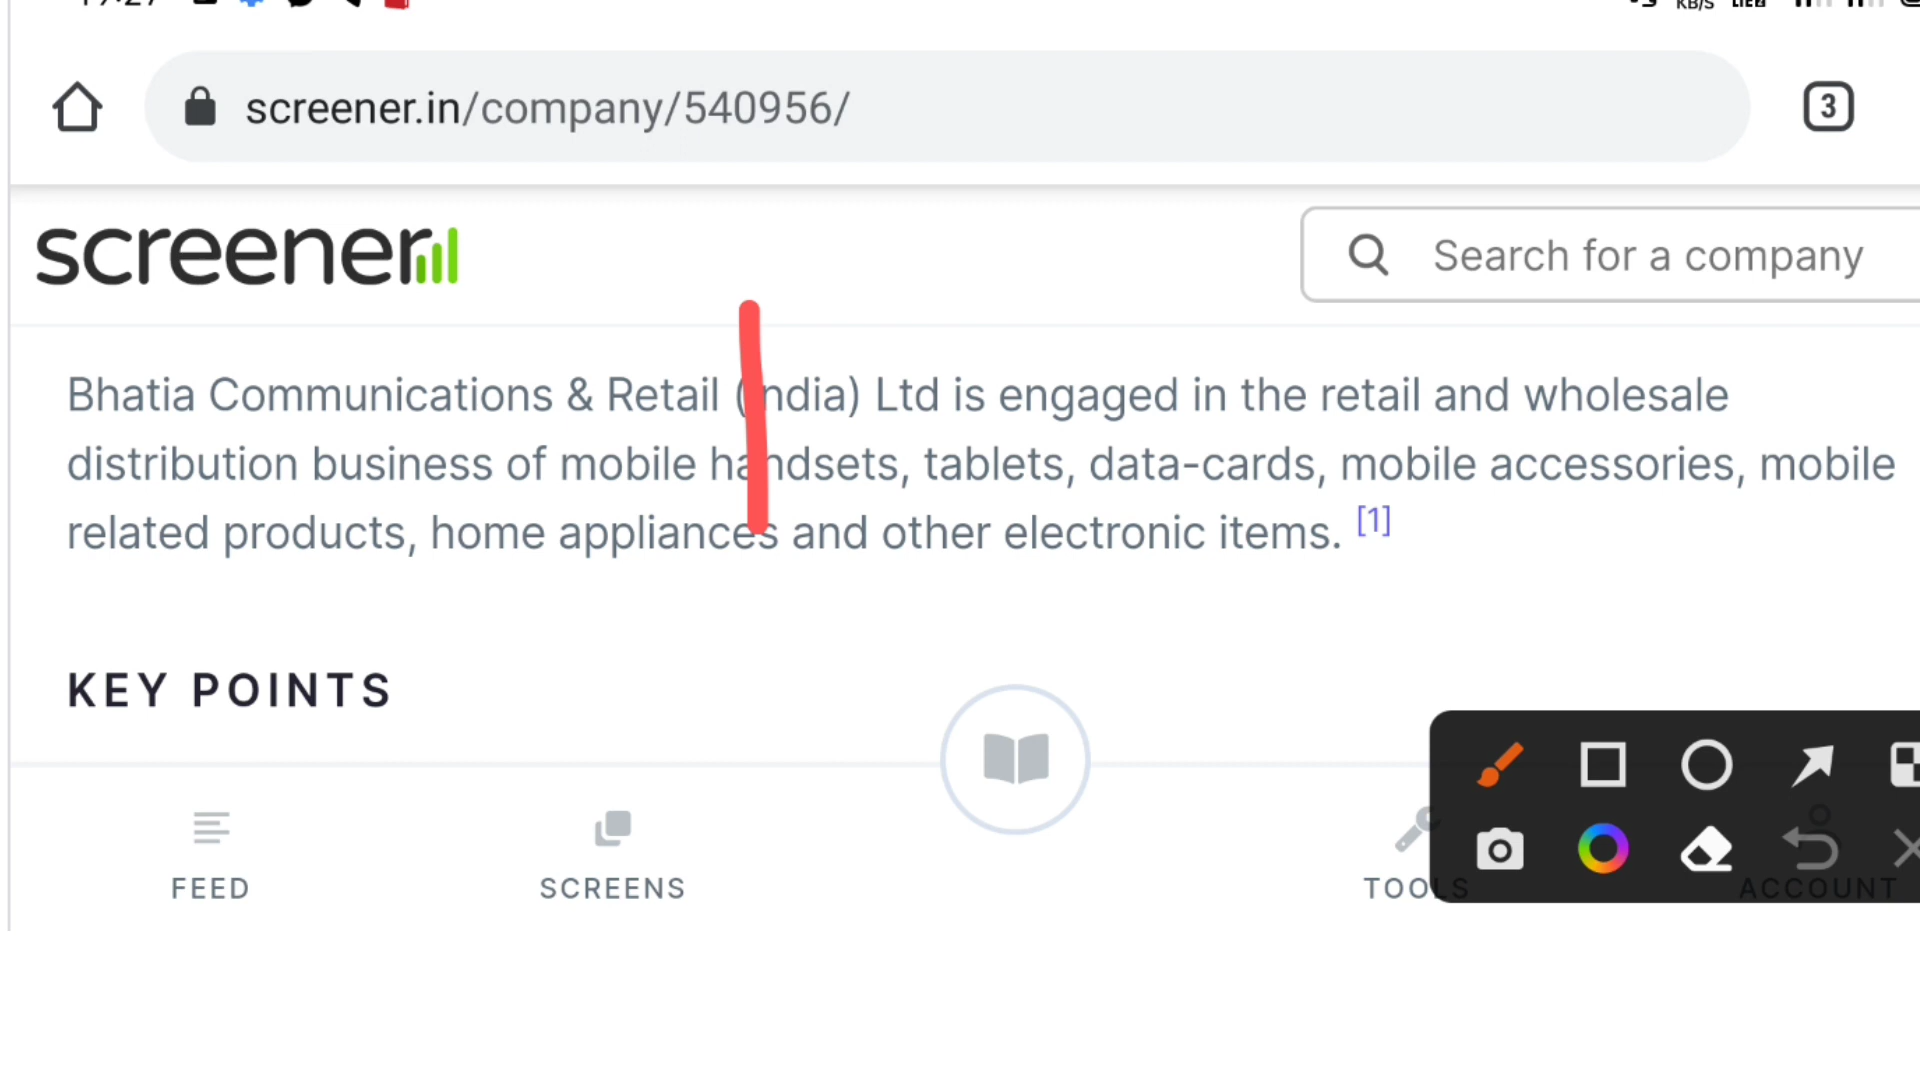 screener.in/company/540956/
3
screener
Search for a company
Bhatia Communications & Retail (India) Ltd is engaged in the retail and wholesale
distribution business of mobile handsets, tablets, data-cards, mobile accessories, mobile
related products, home appliances and other electronic items. [1]
KEY POINTS
FEED
SCREENS
TOOLS
ACCOUNT